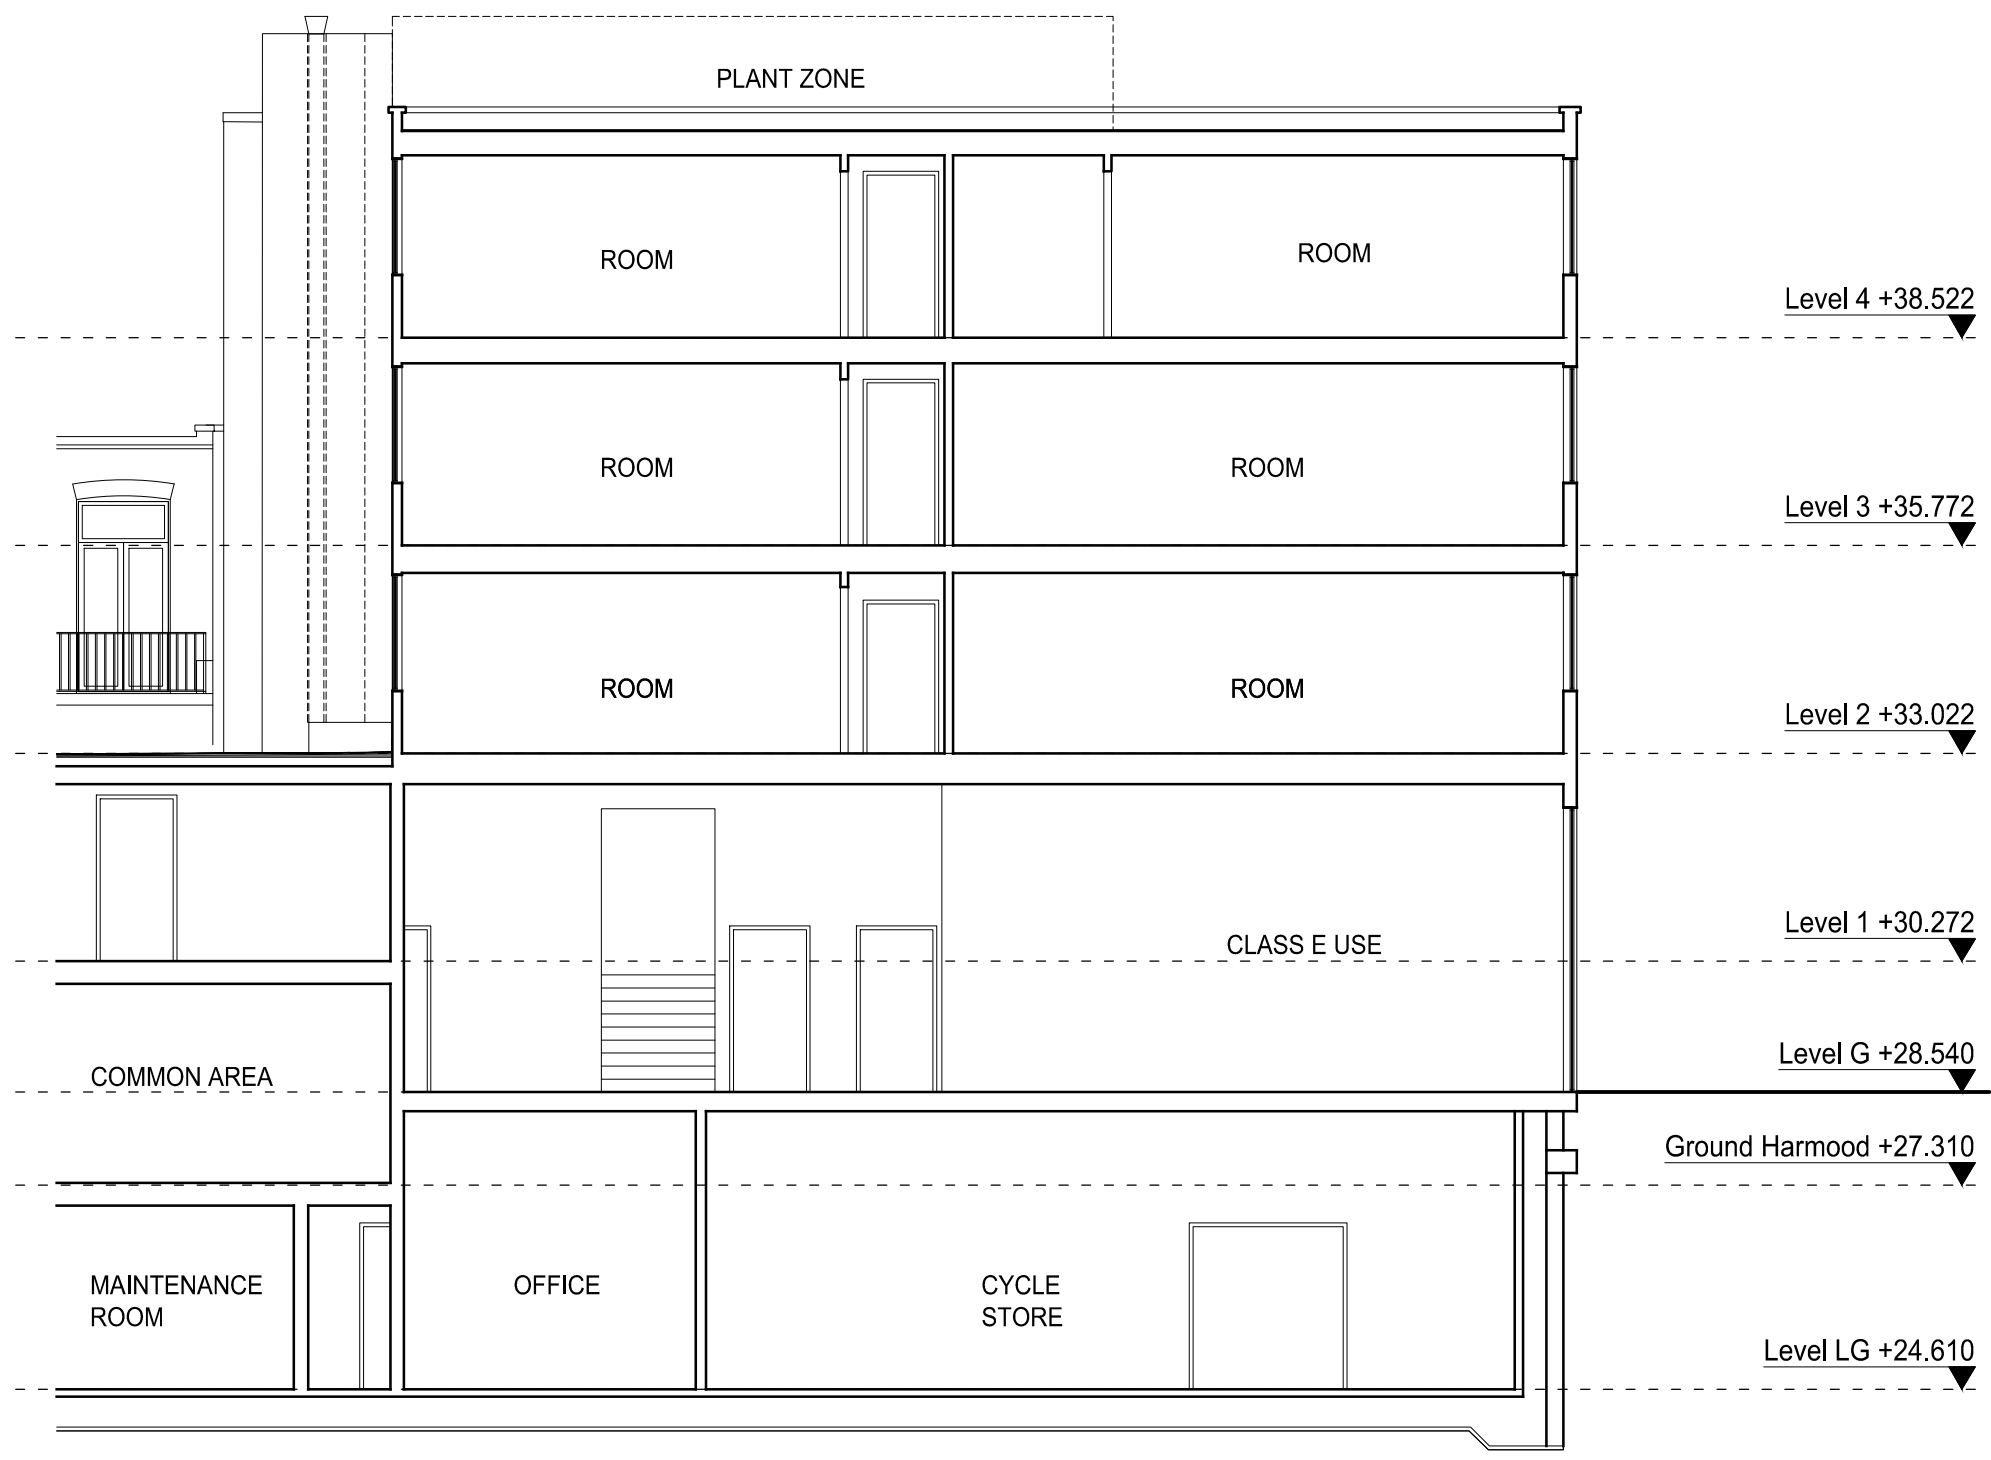 PLANT ZONE
ROOM
ROOM
Level 4 +38.522
ROOM
ROOM
Level 3 +35.772
ROOM
ROOM
Level 2 +33.022
CLASS E USE
Level 1 +30.272
COMMON AREA
Level G +28.540
Ground Harmood +27.310
MAINTENANCE
ROOM
OFFICE
CYCLE
STORE
Level LG +24.610